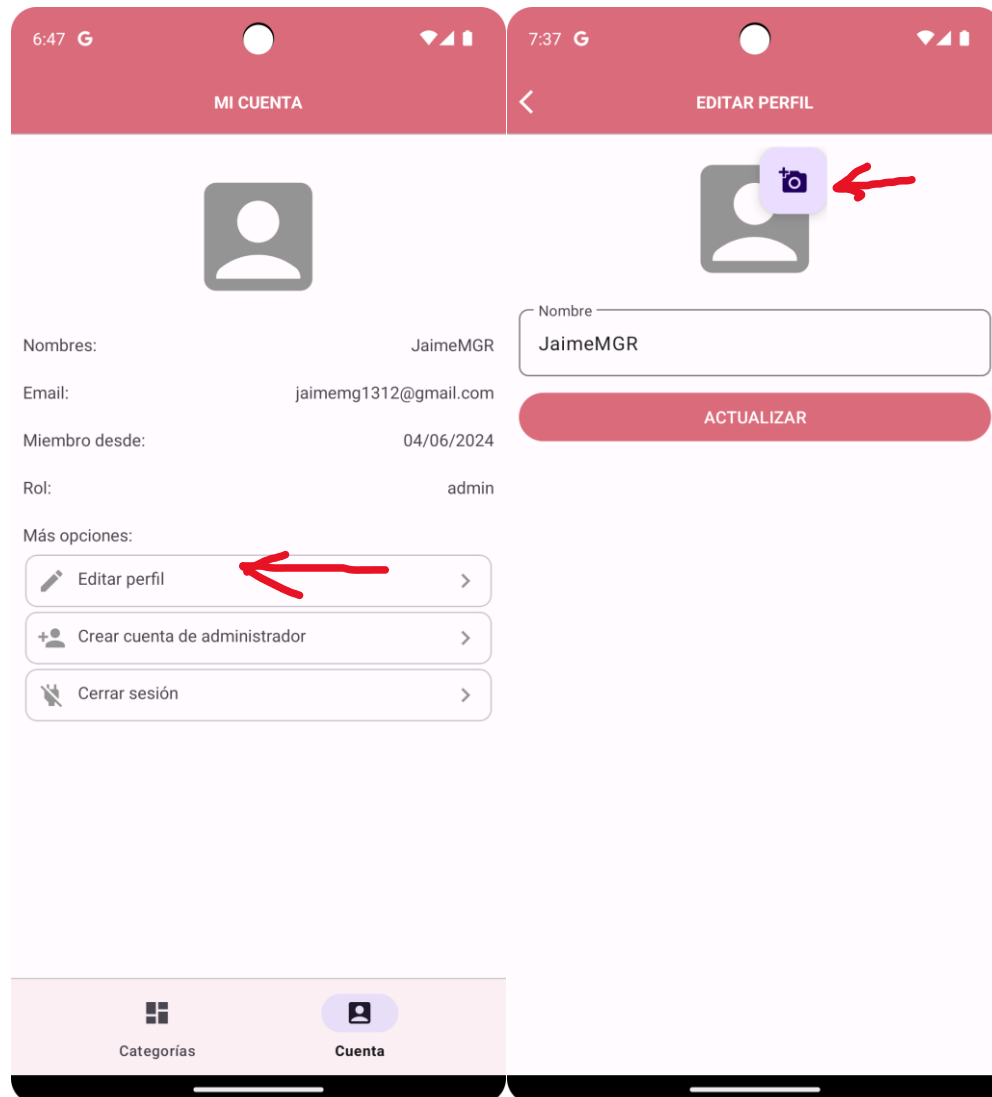 6:47 G
MI CUENTA
Nombres: JaimeMGR
Email: jaimemg1312@gmail.com
Miembro desde: 04/06/2024
Rol: admin
Más opciones:
Editar perfil
Crear cuenta de administrador
Cerrar sesión
Categorías Cuenta
7:37 G
EDITAR PERFIL
Nombre
JaimeMGR
ACTUALIZAR